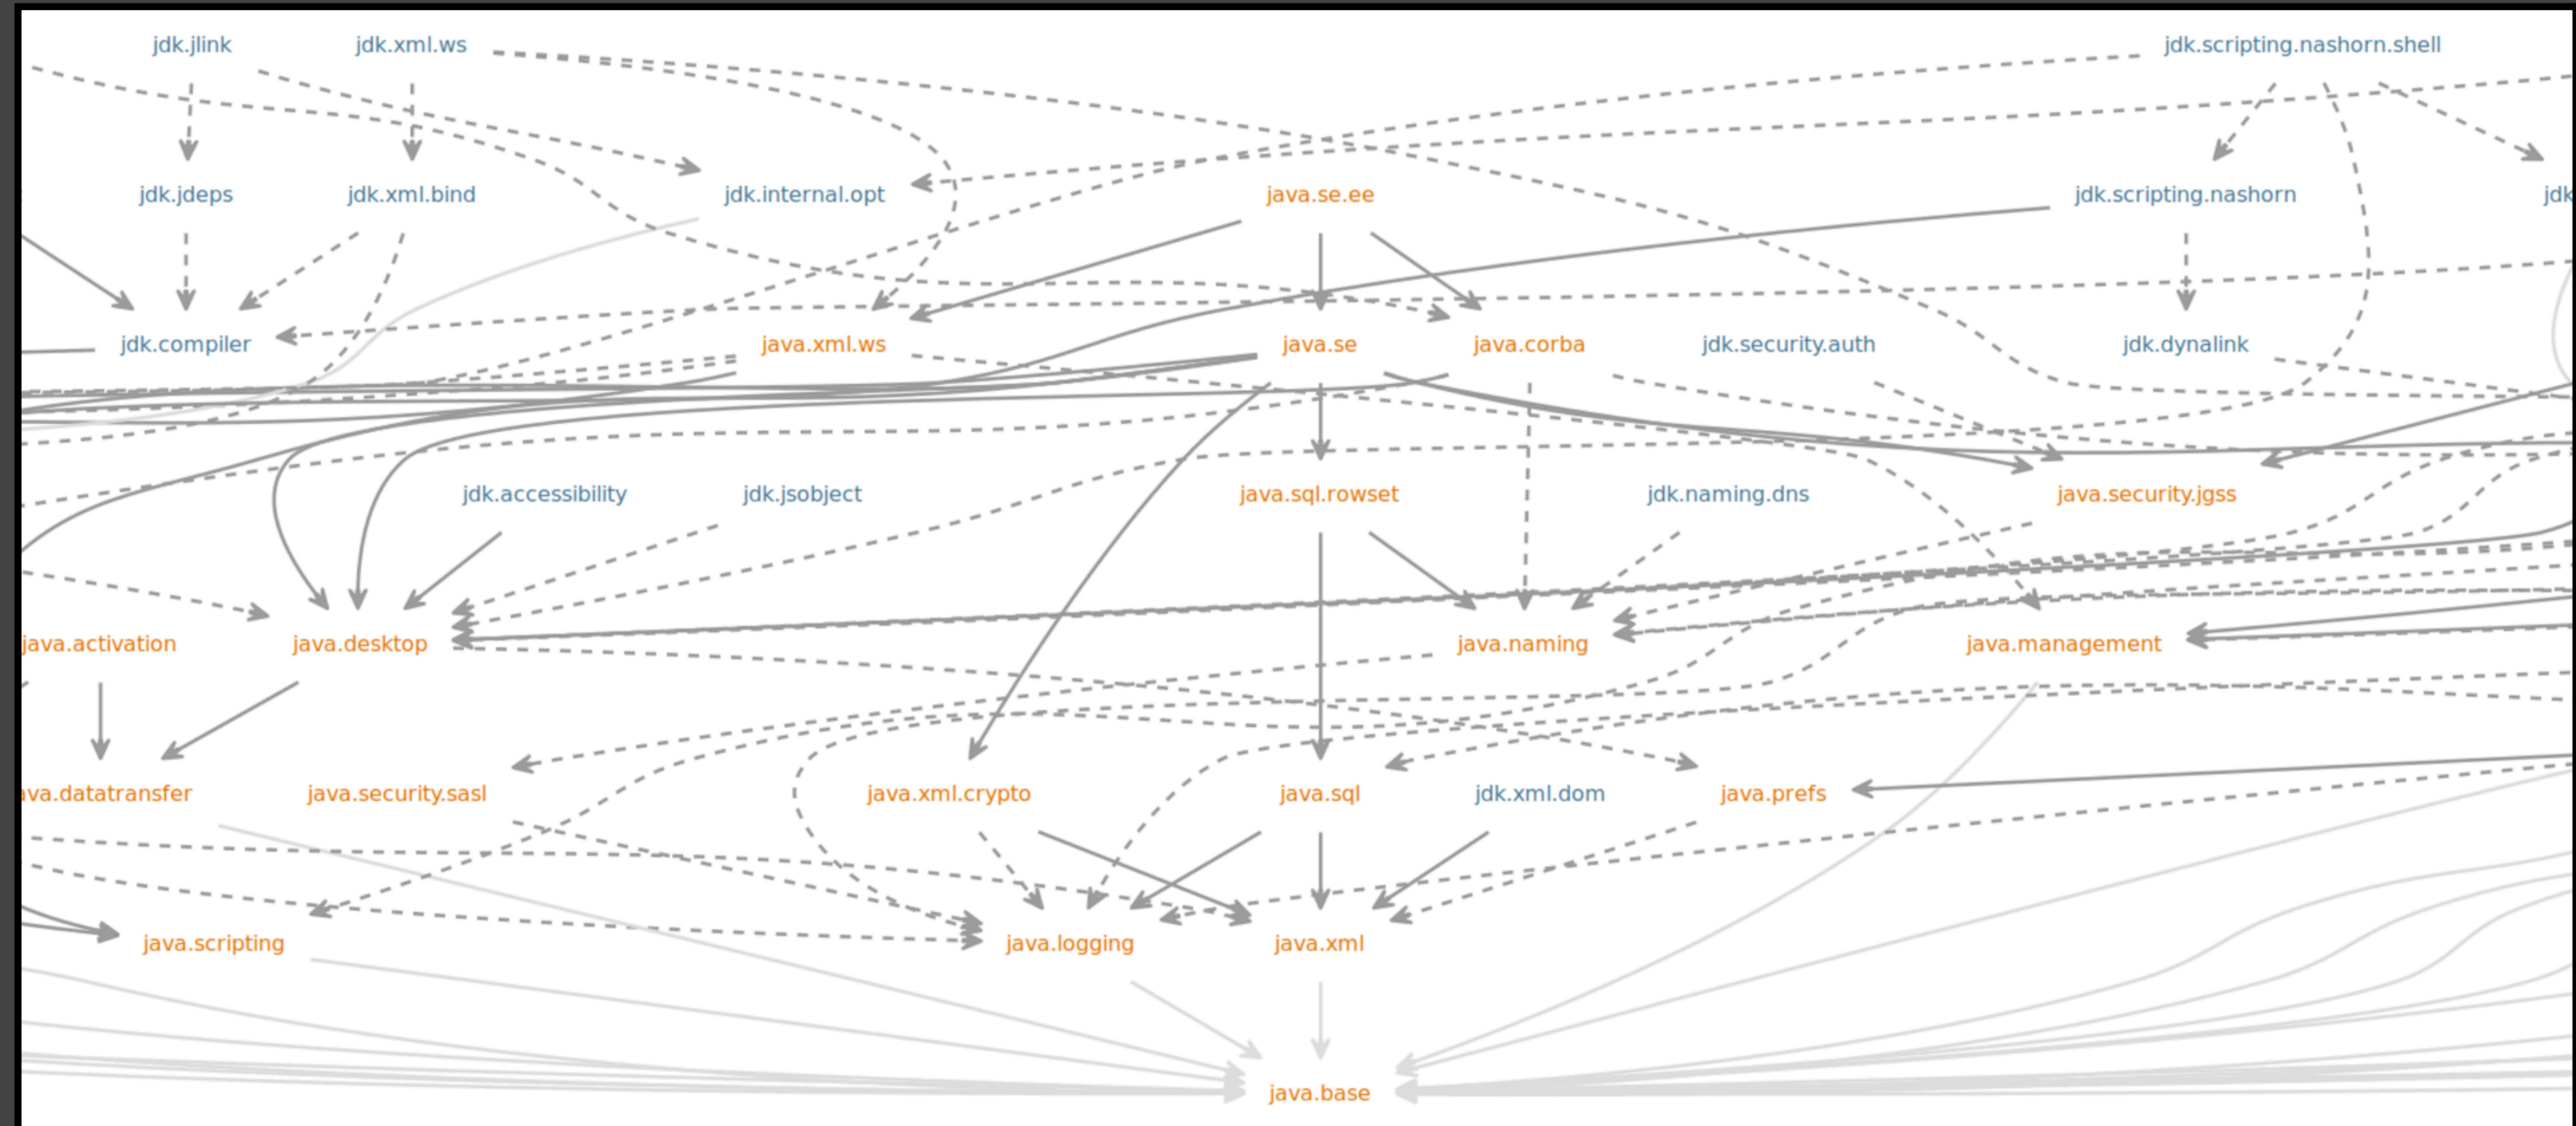 jdk.jlink
jdk.xml.ws
jdk.scripting.nashorn.shell
jdk.jdeps
jdk.xml.bind
jdk.internal.opt
java.se.ee
jdk.scripting.nashorn
jdk
jdk.compiler
java.xml.ws
java.se
java.corba
jdk.security.auth
jdk.dynalink
jdk.accessibility
jdk.jsobject
java.sql.rowset
jdk.naming.dns
java.security.jgss
java.activation
java.desktop
java.naming
java.management
ava.datatransfer
java.security.sasl
java.xml.crypto
java.sql
jdk.xml.dom
java.prefs
java.scripting
java.logging
java.xml
java.base